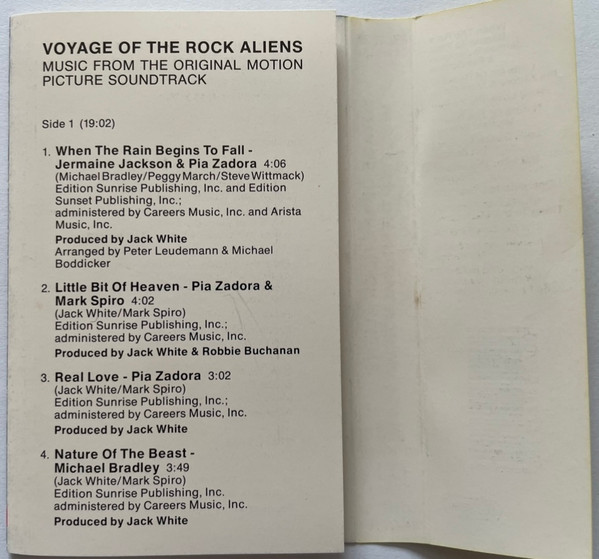 VOYAGE OF THE ROCK ALIENS
MUSIC FROM THE ORIGINAL MOTION
PICTURE SOUNDTRACK
Side 1 (19:02)
1. When The Rain Begins To Fall -
Jermaine Jackson & Pia Zadora 4:06
(Michael Bradley/Peggy March/Steve Wittmack)
Edition Sunrise Publishing, Inc. and Edition
Sunset Publishing, Inc.;
administered by Careers Music, Inc. and Arista
Music, Inc.
Produced by Jack White
Arranged by Peter Leudemann & Michael
Boddicker
2. Little Bit Of Heaven - Pia Zadora &
Mark Spiro 4:02
(Jack White/Mark Spiro)
Edition Sunrise Publishing, Inc.;
administered by Careers Music, Inc.
Produced by Jack White & Robbie Buchanan
3. Real Love - Pia Zadora 3:02
(Jack White/Mark Spiro)
Edition Sunrise Publishing, Inc.;
administered by Careers Music, Inc.
Produced by Jack White
4. Nature Of The Beast -
Michael Bradley 3:49
(Jack White/Mark Spiro)
Edition Sunrise Publishing, Inc.
administered by Careers Music, Inc.
Produced by Jack White